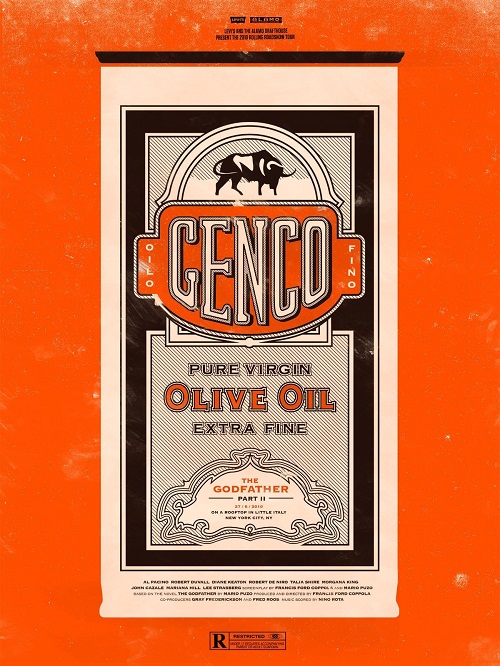 LEVI'S ALAMO
LEVI'S AND THE ALAMO DRAFTHOUSE
PRESENT THE 2010 ROLLING ROADSHOW TOUR
GENCO
OILO
FINO
PURE VIRGIN
OLIVE OIL
EXTRA FINE
THE
GODFATHER
PART II
27 / 8 / 2010
ON A ROOFTOP IN LITTLE ITALY
NEW YORK CITY, NY
AL PACINO ROBERT DUVALL DIANE KEATON ROBERT DE NIRO TALIA SHIRE MORGANA KING
JOHN CAZALE MARIANA HILL LEE STRASBERG SCREENPLAY BY FRANCIS FORD COPPOLA AND MARIO PUZO
BASED ON THE NOVEL THE GODFATHER BY MARIO PUZO PRODUCED AND DIRECTED BY FRANCIS FORD COPPOLA
CO-PRODUCERS GRAY FREDERICKSON AND FRED ROOS MUSIC SCORED BY NINO ROTA
R RESTRICTED